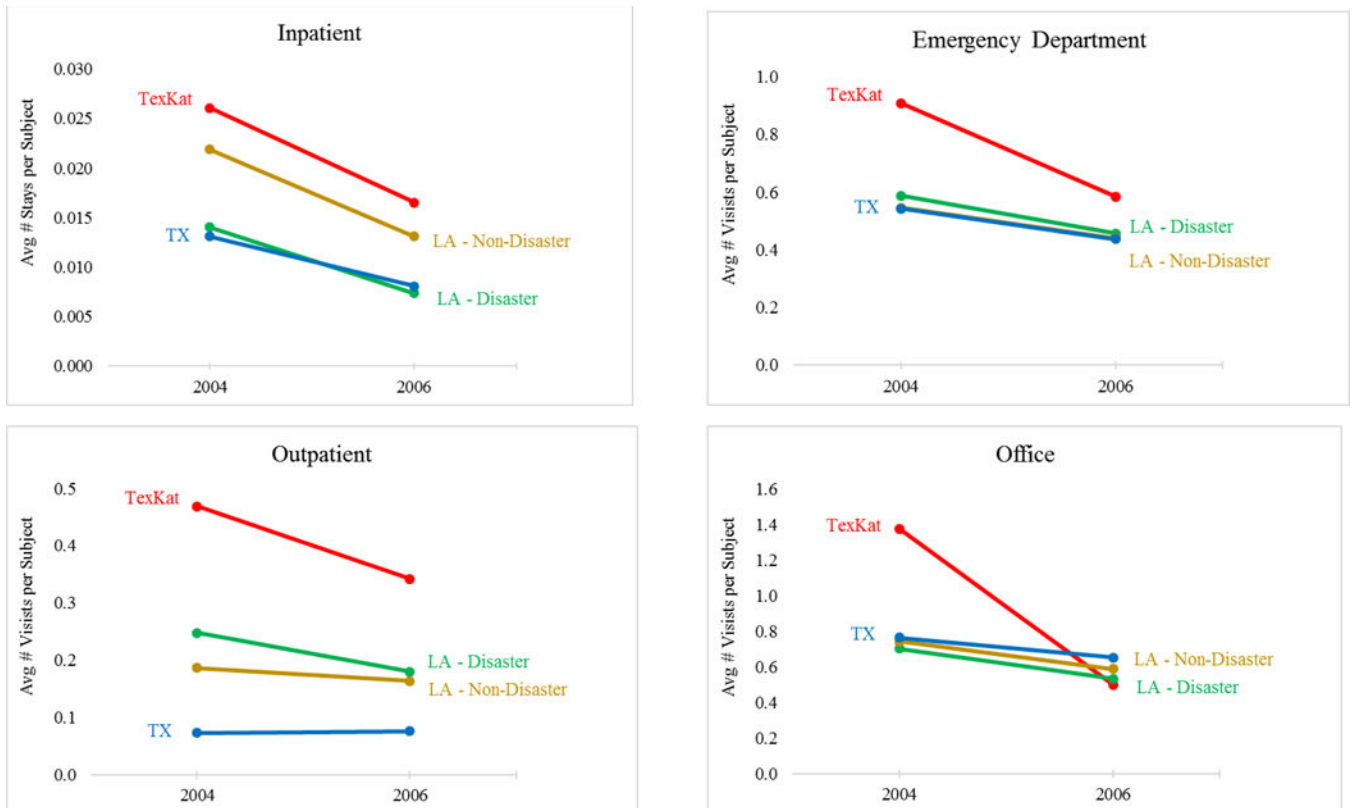 Inpatient
Avg # Stays per Subject
0.030
0.025
0.020
0.015
0.010
0.005
0.000
TexKat
TX
LA - Non-Disaster
LA - Disaster
2004
2006
Emergency Department
Avg # Visists per Subject
1.0
0.8
0.6
0.4
0.2
0.0
TexKat
TX
LA - Disaster
LA - Non-Disaster
2004
2006
Outpatient
Avg # Visists per Subject
0.5
0.4
0.3
0.2
0.1
0.0
TexKat
LA - Disaster
LA - Non-Disaster
TX
2004
2006
Office
Avg # Visists per Subject
1.6
1.4
1.2
1.0
0.8
0.6
0.4
0.2
0.0
TexKat
TX
LA - Non-Disaster
LA - Disaster
2004
2006